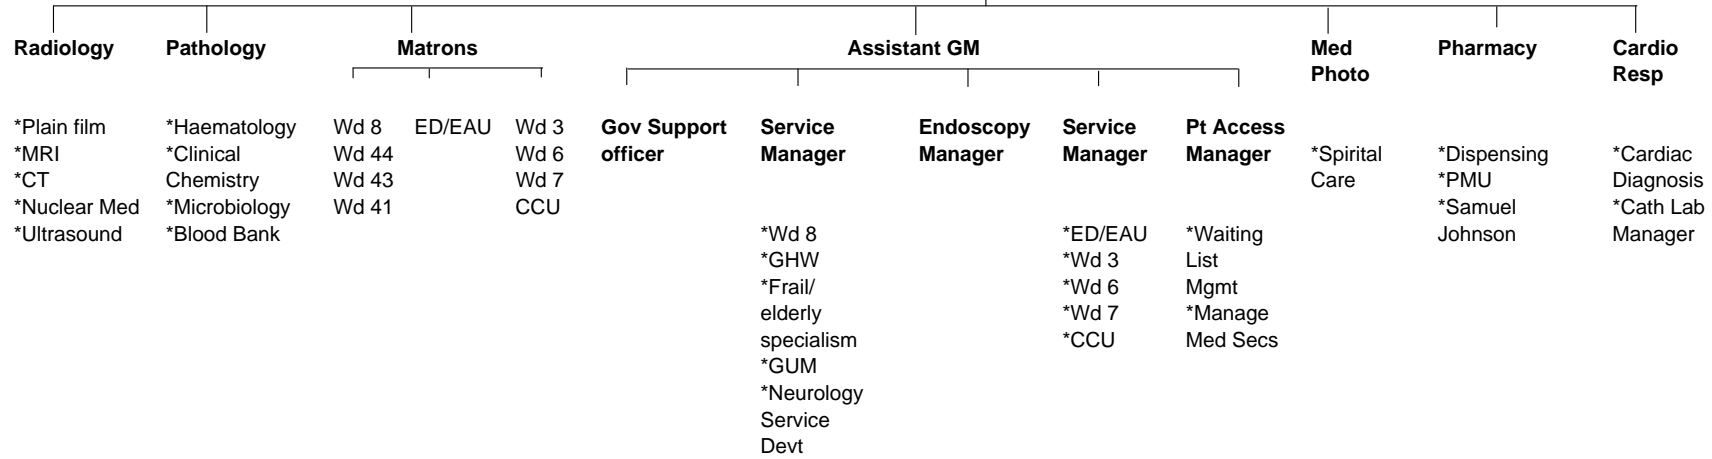 Radiology
Pathology
Matrons
Assistant GM
Med
Photo
Pharmacy
Cardio
Resp
*Plain film
*MRI
*CT
*Nuclear Med
*Ultrasound
*Haematology
*Clinical
Chemistry
*Microbiology
*Blood Bank
Wd 8
Wd 44
Wd 43
Wd 41
ED/EAU
Wd 3
Wd 6
Wd 7
CCU
Gov Support
officer
Service
Manager
*Wd 8
*GHW
*Frail/
elderly
specialism
*GUM
*Neurology
Service
Devt
Endoscopy
Manager
Service
Manager
*ED/EAU
*Wd 3
*Wd 6
*Wd 7
*CCU
Pt Access
Manager
*Waiting
List
Mgmt
*Manage
Med Secs
*Spirital
Care
*Dispensing
*PMU
*Samuel
Johnson
*Cardiac
Diagnosis
*Cath Lab
Manager